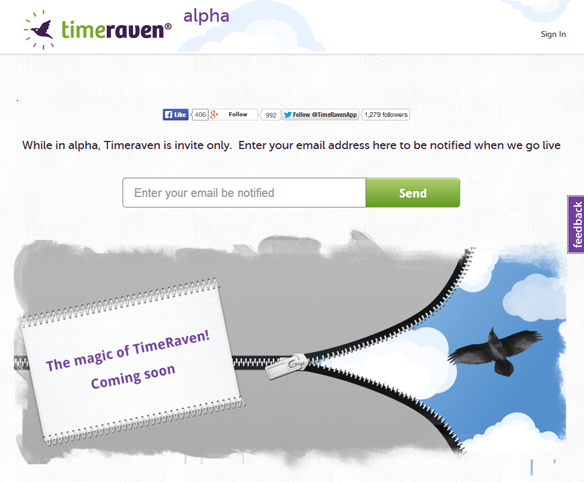 timeraven®
alpha
Sign In
Like 406 Follow 992 Follow @TimeRavenApp 1,279 followers
While in alpha, Timeraven is invite only. Enter your email address here to be notified when we go live
Enter your email be notified Send
feedback
The magic of TimeRaven!
Coming soon